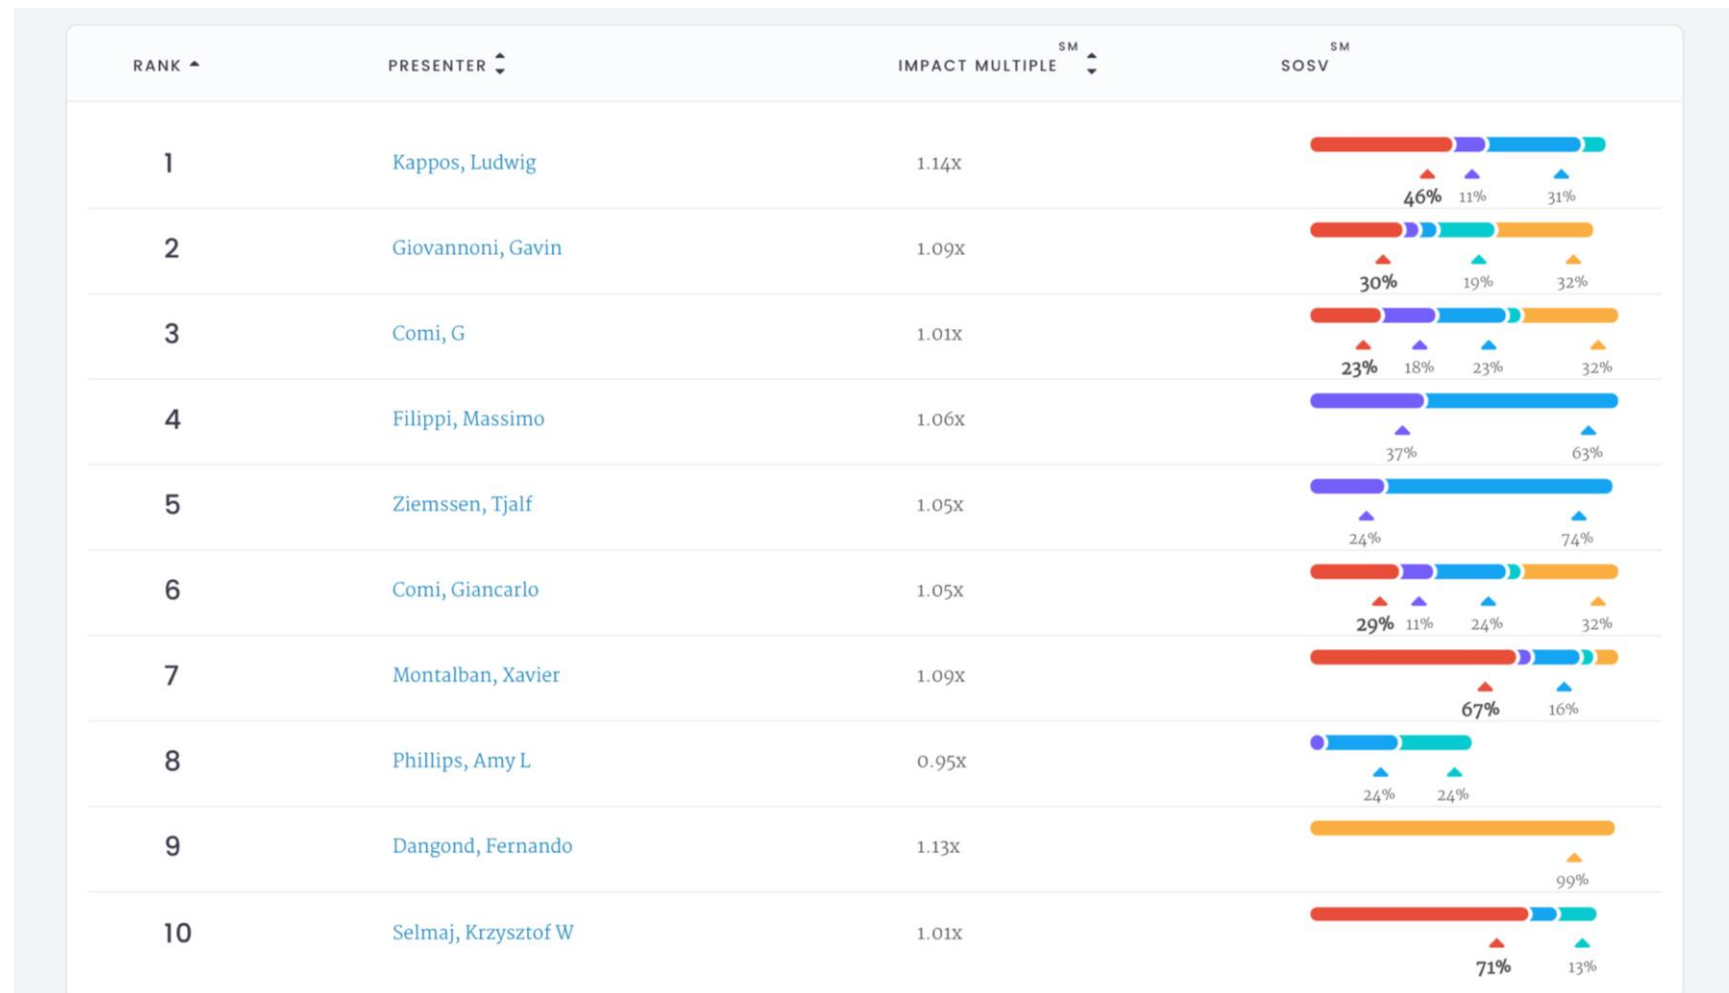 RANK PRESENTER IMPACT MULTIPLE SM SOSV SM
1 Kappos, Ludwig 1.14x
46% 11% 31%
2 Giovannoni, Gavin 1.09x
30% 19% 32%
3 Comi, G 1.01x
23% 18% 23% 32%
4 Filippi, Massimo 1.06x
37% 63%
5 Ziemssen, Tjalf 1.05x
24% 74%
6 Comi, Giancarlo 1.05x
29% 11% 24% 32%
7 Montalban, Xavier 1.09x
67% 16%
8 Phillips, Amy L 0.95x
24% 24%
9 Dangond, Fernando 1.13x
99%
10 Selmaj, Krzysztof W 1.01x
71% 13%